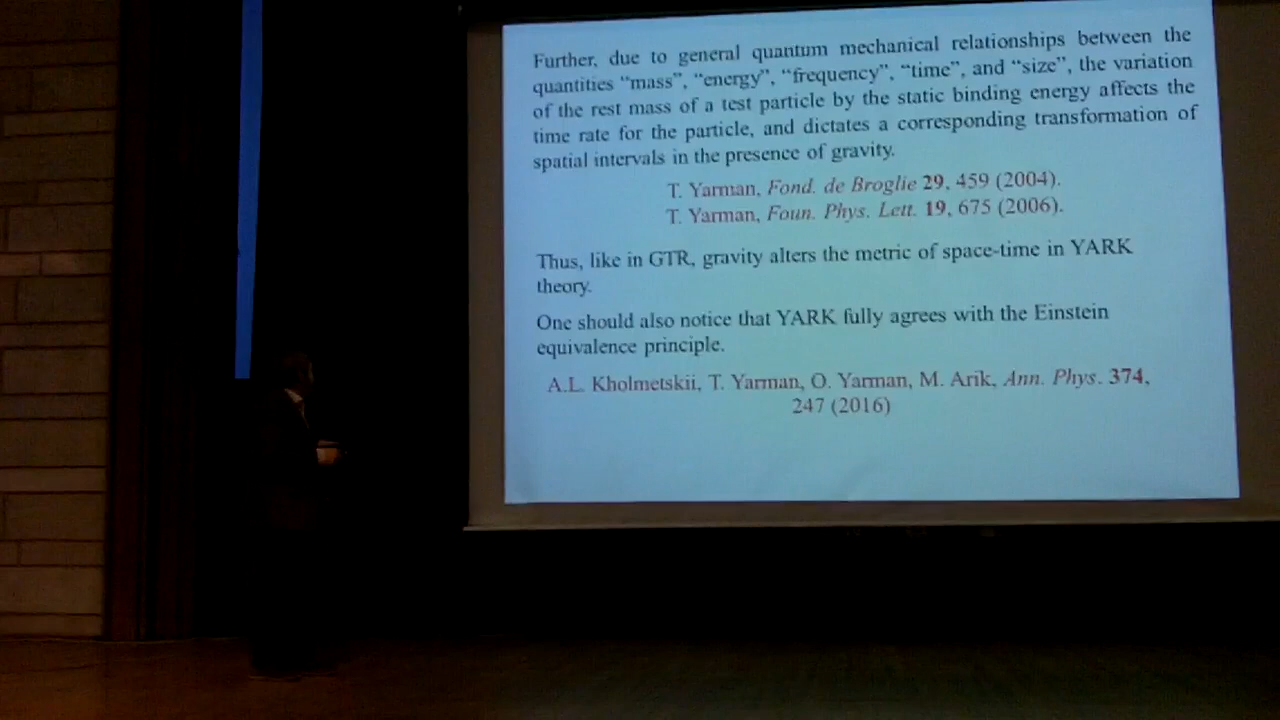 Further, due to general quantum mechanical relationships between the
quantities “mass”, “energy”, “frequency”, “time”, and “size”, the variation
of the rest mass of a test particle by the static binding energy affects the
time rate for the particle, and dictates a corresponding transformation of
spatial intervals in the presence of gravity.
T. Yarman, Fond. de Broglie 29, 459 (2004).
T. Yarman, Foun. Phys. Lett. 19, 675 (2006).
Thus, like in GTR, gravity alters the metric of space-time in YARK
theory.
One should also notice that YARK fully agrees with the Einstein
equivalence principle.
A.L. Kholmetskii, T. Yarman, O. Yarman, M. Arik, Ann. Phys. 374,
247 (2016)